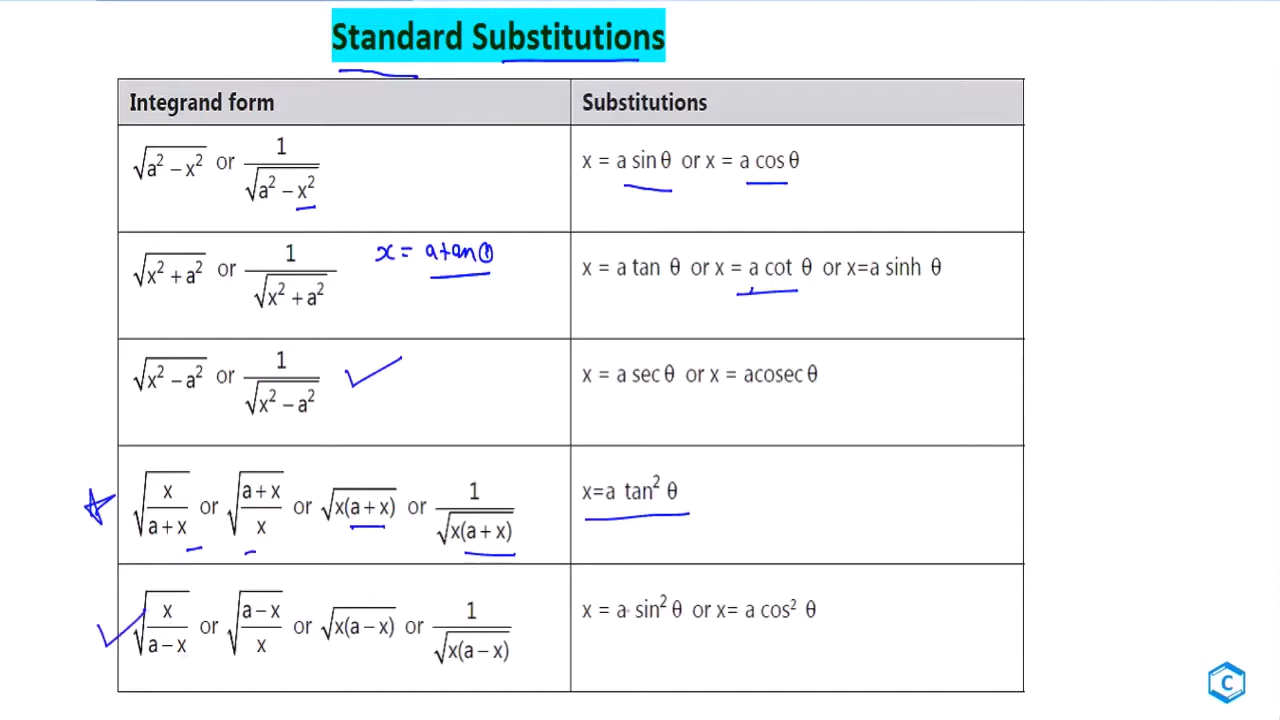 Standard Substitutions
Integrand form Substitutions
√(a² − x²) or 1/√(a² − x²) x = a sin θ or x = a cos θ
√(x² + a²) or 1/√(x² + a²) x = a tan θ x = a tan θ or x = a cot θ or x=a sinh θ
√(x² − a²) or 1/√(x² − a²) x = a sec θ or x = acosec θ
√(x/(a + x)) or √((a + x)/x) or √(x(a + x)) or 1/√(x(a + x)) x=a tan² θ
√(x/(a − x)) or √((a − x)/x) or √(x(a − x)) or 1/√(x(a − x)) x = a sin² θ or x= a cos² θ
C